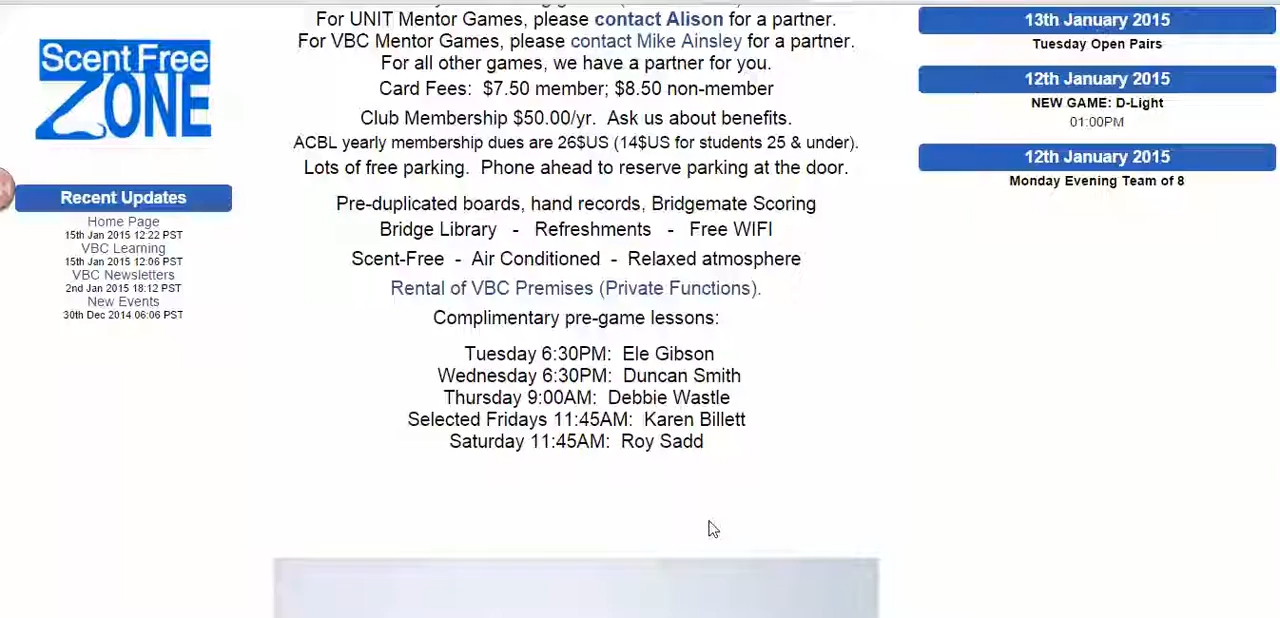 Scent Free
ZONE
Recent Updates
Home Page
15th Jan 2015 12:22 PST
VBC Learning
15th Jan 2015 12:06 PST
VBC Newsletters
2nd Jan 2015 18:12 PST
New Events
30th Dec 2014 06:06 PST
For UNIT Mentor Games, please contact Alison for a partner.
For VBC Mentor Games, please contact Mike Ainsley for a partner.
For all other games, we have a partner for you.
Card Fees: $7.50 member; $8.50 non-member
Club Membership $50.00/yr. Ask us about benefits.
ACBL yearly membership dues are 26$US (14$US for students 25 & under).
Lots of free parking. Phone ahead to reserve parking at the door.
Pre-duplicated boards, hand records, Bridgemate Scoring
Bridge Library - Refreshments - Free WIFI
Scent-Free - Air Conditioned - Relaxed atmosphere
Rental of VBC Premises (Private Functions).
Complimentary pre-game lessons:
Tuesday 6:30PM: Ele Gibson
Wednesday 6:30PM: Duncan Smith
Thursday 9:00AM: Debbie Wastle
Selected Fridays 11:45AM: Karen Billett
Saturday 11:45AM: Roy Sadd
13th January 2015
Tuesday Open Pairs
12th January 2015
NEW GAME: D-Light
01:00PM
12th January 2015
Monday Evening Team of 8